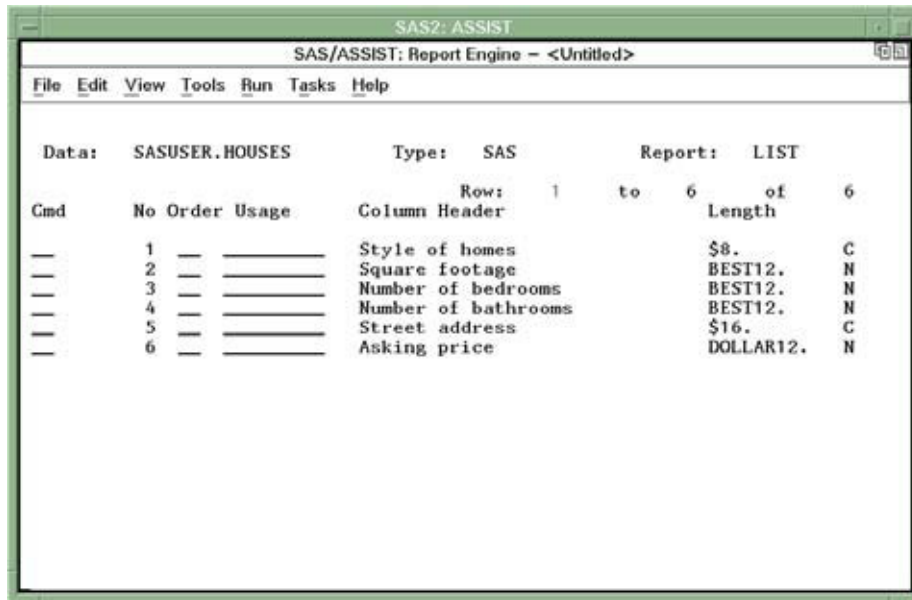 SAS2: ASSIST
SAS/ASSIST: Report Engine – <Untitled>
File Edit View Tools Run Tasks Help
Data: SASUSER.HOUSES Type: SAS Report: LIST
Row: 1 to 6 of 6
Cmd No Order Usage Column Header Length
1 Style of homes $8. C
2 Square footage BEST12. N
3 Number of bedrooms BEST12. N
4 Number of bathrooms BEST12. N
5 Street address $16. C
6 Asking price DOLLAR12. N